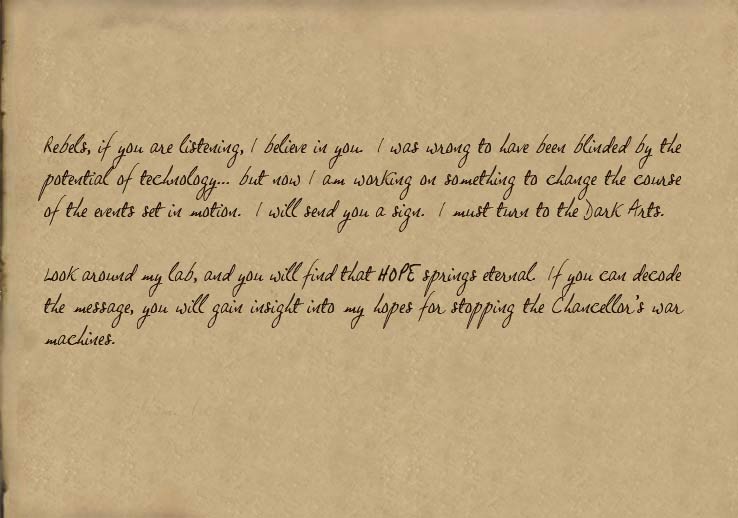 Rebels, if you are listening, I believe in you. I was wrong to have been blinded by the
potential of technology... but now I am working on something to change the course
of the events set in motion. I will send you a sign. I must turn to the Dark Arts.
Look around my lab, and you will find that HOPE springs eternal. If you can decode
the message, you will gain insight into my hopes for stopping the Chancellor's war
machines.